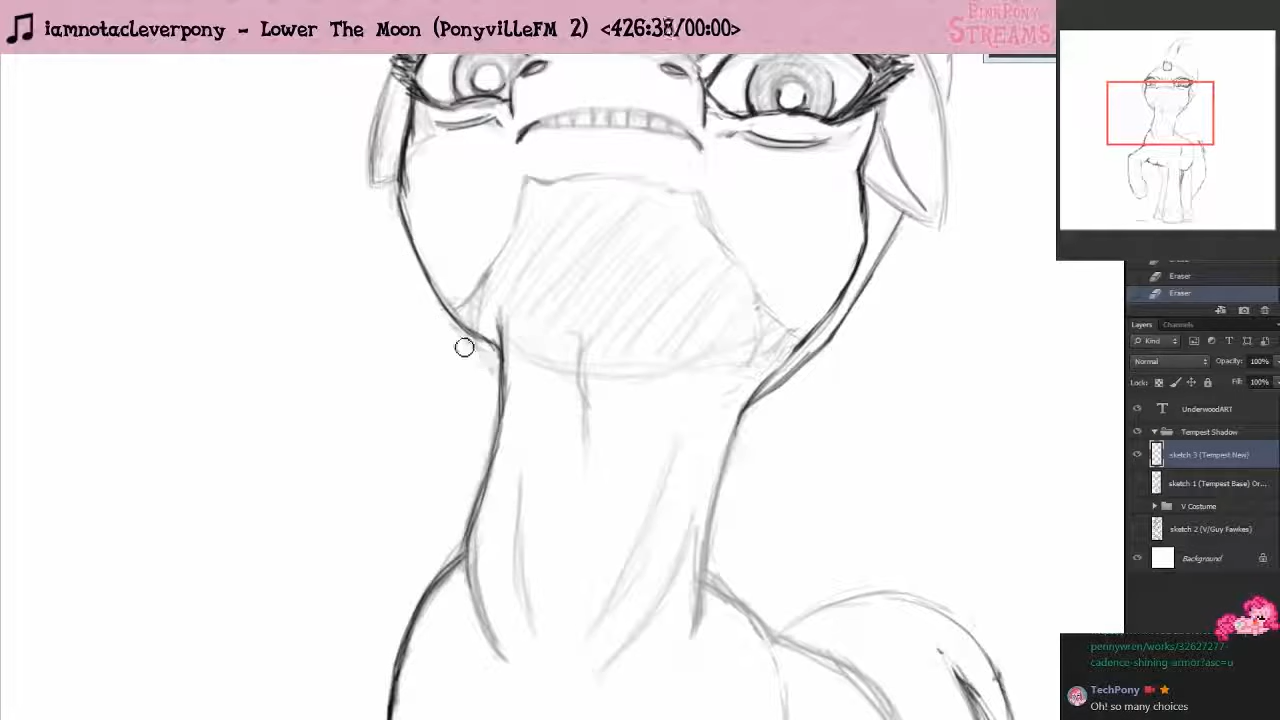 iamnotacleverpony - Lower The Moon (PonyvilleFM 2) <426:38/00:00>
PINKPONY
STREAMS
Eraser
Eraser
Layers Channels
Kind
Normal Opacity: 100%
Lock: Fill: 100%
T UnderwoodART
Tempest Shadow
sketch 3 (Tempest New)
sketch 1 (Tempest Base) Or...
V Costume
sketch 2 (V/Guy Fawkes)
Background
pennywren/works/32627277-
cadence-shining-armor?asc=u
TechPony
Oh! so many choices